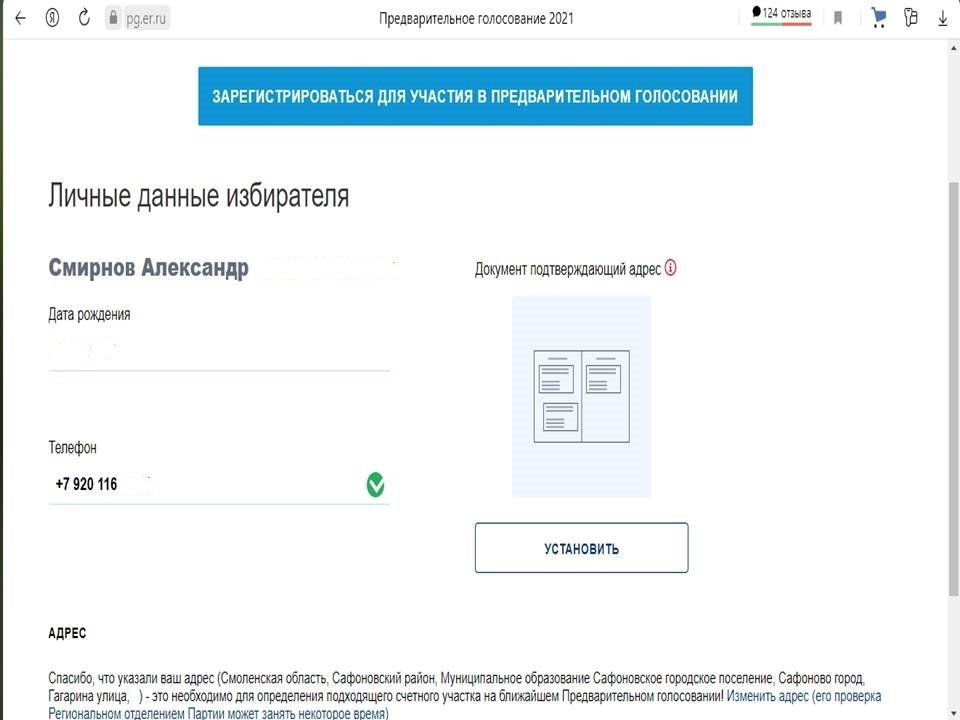 pg.er.ru
Предварительное голосование 2021
124 отзыва
ЗАРЕГИСТРИРОВАТЬСЯ ДЛЯ УЧАСТИЯ В ПРЕДВАРИТЕЛЬНОМ ГОЛОСОВАНИИ
Личные данные избирателя
Смирнов Александр
Документ подтверждающий адрес
Дата рождения
Телефон
+7 920 116
УСТАНОВИТЬ
АДРЕС
Спасибо, что указали ваш адрес (Смоленская область, Сафоновский район, Муниципальное образование Сафоновское городское поселение, Сафоново город,
Гагарина улица, ) - это необходимо для определения подходящего счетного участка на ближайшем Предварительном голосовании! Изменить адрес (его проверка
Региональном отделением Партии может занять некоторое время)